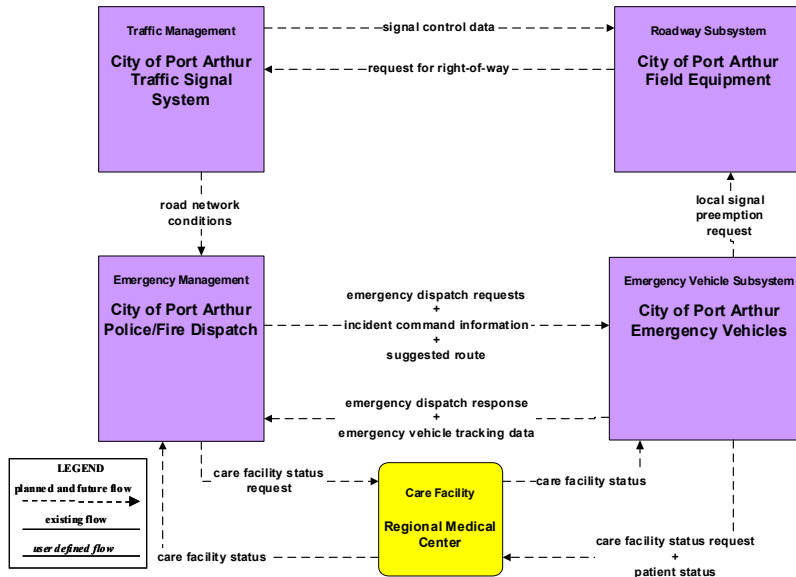 Traffic Management
City of Port Arthur
Traffic Signal
System
signal control data
request for right-of-way
Roadway Subsystem
City of Port Arthur
Field Equipment
road network
conditions
local signal
preemption
request
Emergency Management
City of Port Arthur
Police/Fire Dispatch
emergency dispatch requests
+
incident command information
+
suggested route
Emergency Vehicle Subsystem
City of Port Arthur
Emergency Vehicles
emergency dispatch response
+
emergency vehicle tracking data
LEGEND
planned and future flow
existing flow
user defined flow
care facility status
request
Care Facility
Regional Medical
Center
care facility status
care facility status
care facility status request
+
patient status